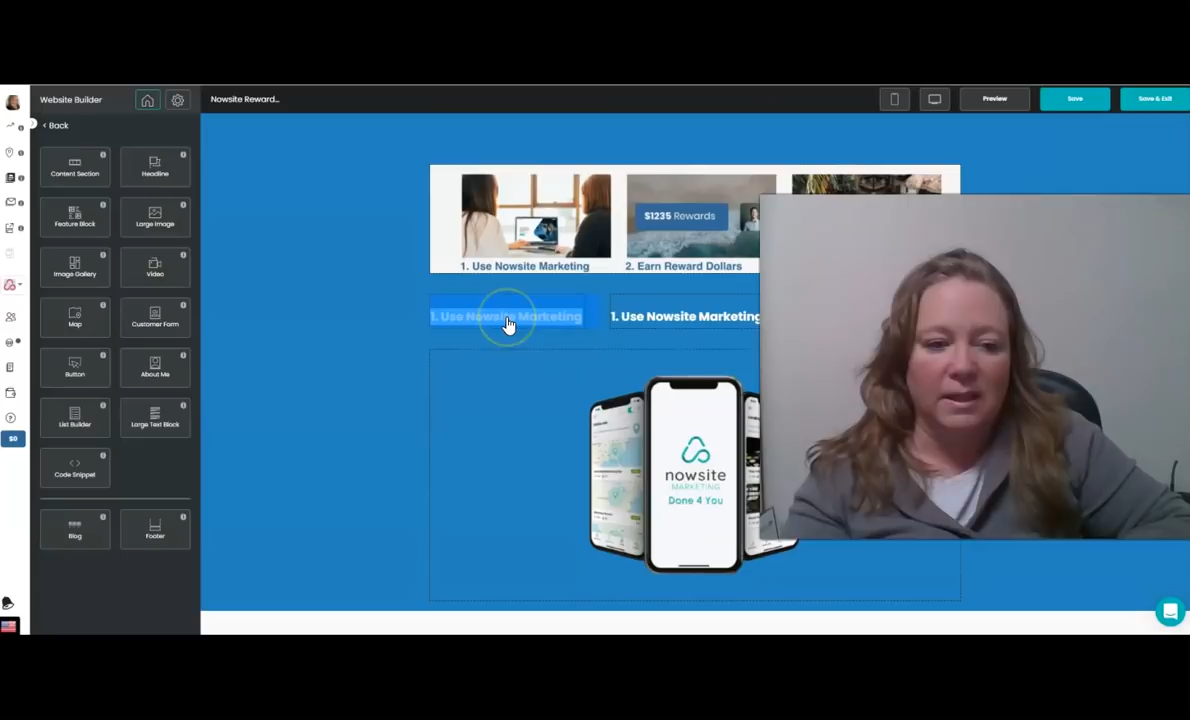 Website Builder
Nowsite Reward...
Preview
Save
Save & Exit
< Back
Content Section
Headline
Feature Block
Large Image
Image Gallery
Video
Map
Customer Form
Button
About Me
List Builder
Large Text Block
Code Snippet
Blog
Footer
$0
$1235 Rewards
1. Use Nowsite Marketing
2. Earn Reward Dollars
1. Use Nowsite Marketing
1. Use Nowsite Marketing
nowsite
MARKETING
Done 4 You